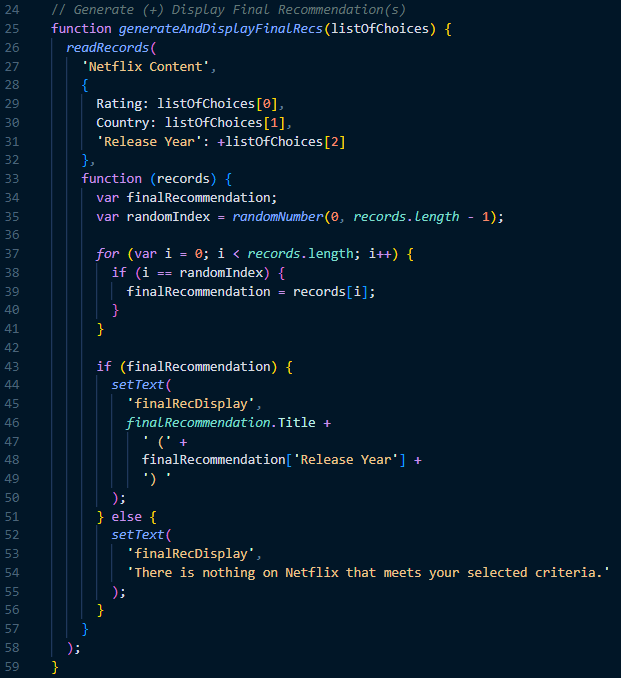 24 // Generate (+) Display Final Recommendation(s)
25 function generateAndDisplayFinalRecs(listOfChoices) {
26   readRecords(
27     'Netflix Content',
28     {
29       Rating: listOfChoices[0],
30       Country: listOfChoices[1],
31       'Release Year': +listOfChoices[2]
32     },
33     function (records) {
34       var finalRecommendation;
35       var randomIndex = randomNumber(0, records.length - 1);
36
37       for (var i = 0; i < records.length; i++) {
38         if (i == randomIndex) {
39           finalRecommendation = records[i];
40         }
41       }
42
43       if (finalRecommendation) {
44         setText(
45           'finalRecDisplay',
46           finalRecommendation.Title +
47             ' (' +
48             finalRecommendation['Release Year'] +
49             ') '
50         );
51       } else {
52         setText(
53           'finalRecDisplay',
54           'There is nothing on Netflix that meets your selected criteria.'
55         );
56       }
57     }
58   );
59 }